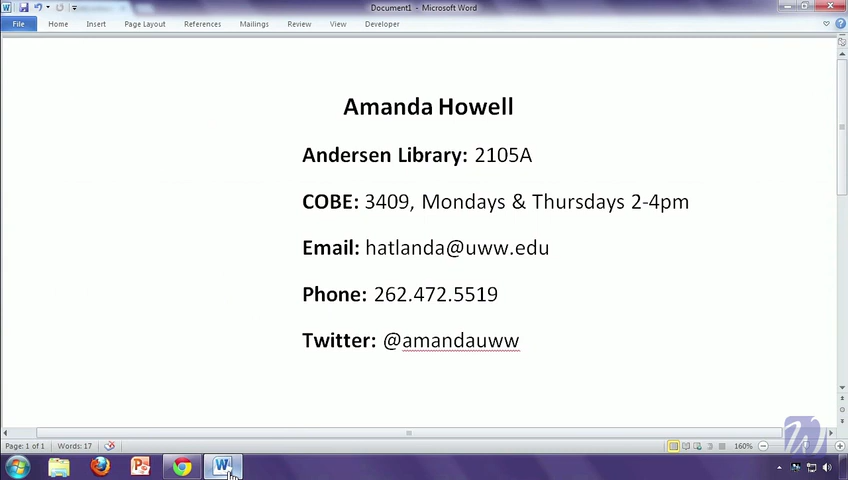 Document1 - Microsoft Word
File Home Insert Page Layout References Mailings Review View Developer
Amanda Howell
Andersen Library: 2105A
COBE: 3409, Mondays & Thursdays 2-4pm
Email: hatlanda@uww.edu
Phone: 262.472.5519
Twitter: @amandauww
Page: 1 of 1 Words: 17 160%